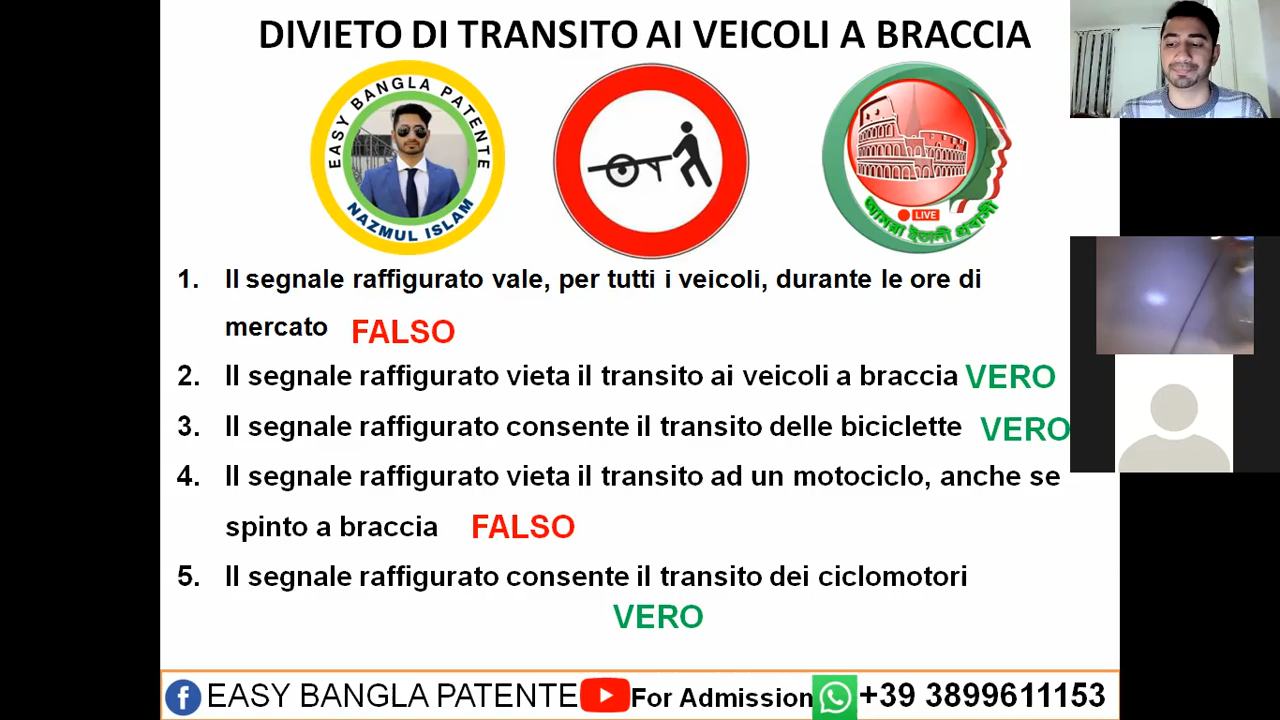 DIVIETO DI TRANSITO AI VEICOLI A BRACCIA
EASY BANGLA PATENTE
NAZMUL ISLAM
LIVE
আমরা ইতালী প্রবাসী
1. Il segnale raffigurato vale, per tutti i veicoli, durante le ore di
mercato FALSO
2. Il segnale raffigurato vieta il transito ai veicoli a braccia VERO
3. Il segnale raffigurato consente il transito delle biciclette VERO
4. Il segnale raffigurato vieta il transito ad un motociclo, anche se
spinto a braccia FALSO
5. Il segnale raffigurato consente il transito dei ciclomotori
VERO
EASY BANGLA PATENTE For Admission +39 3899611153